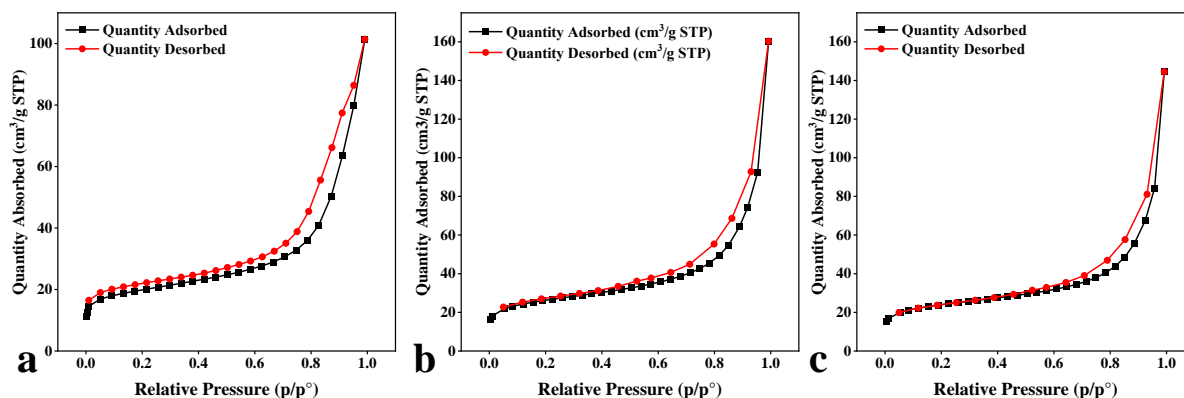 Quantity Adsorbed
Quantity Desorbed
100
80
60
40
20
0
Quantity Absorbed (cm³/g STP)
0.0 0.2 0.4 0.6 0.8 1.0
Relative Pressure (p/p°)
a
Quantity Adsorbed (cm³/g STP)
Quantity Desorbed (cm³/g STP)
160
140
120
100
80
60
40
20
0
Quantity Adsorbed (cm3/g STP)
0.0 0.2 0.4 0.6 0.8 1.0
Relative Pressure (p/p°)
b
Quantity Adsorbed
Quantity Desorbed
160
140
120
100
80
60
40
20
0
Quantity Absorbed (cm³/g STP)
0.0 0.2 0.4 0.6 0.8 1.0
Relative Pressure (p/p°)
c